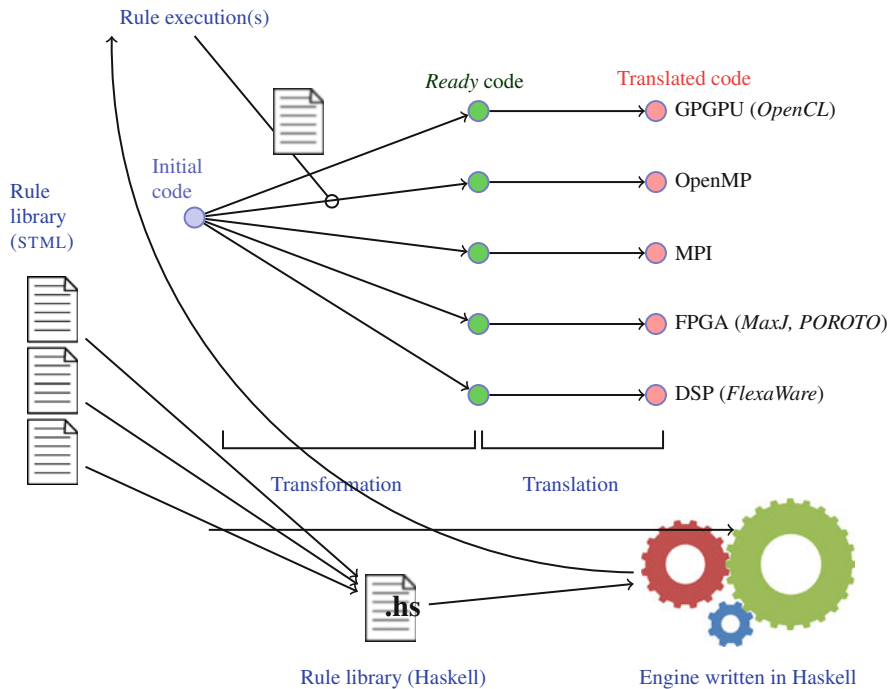 Rule execution(s)
Ready code
Translated code
GPGPU (OpenCL)
Initial
code
OpenMP
Rule
library
(STML)
MPI
FPGA (MaxJ, POROTO)
DSP (FlexaWare)
Transformation
Translation
.hs
Rule library (Haskell)
Engine written in Haskell